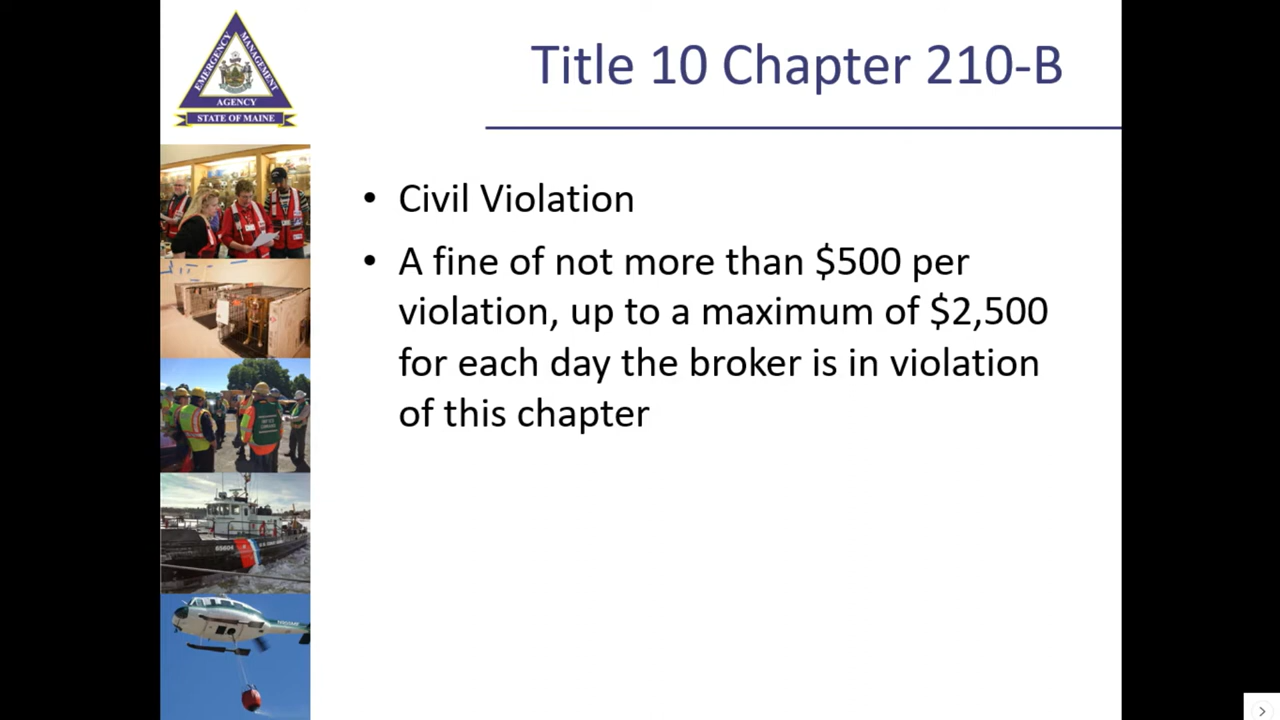 EMERGENCY MANAGEMENT
AGENCY
STATE OF MAINE
Title 10 Chapter 210-B
• Civil Violation
• A fine of not more than $500 per
violation, up to a maximum of $2,500
for each day the broker is in violation
of this chapter